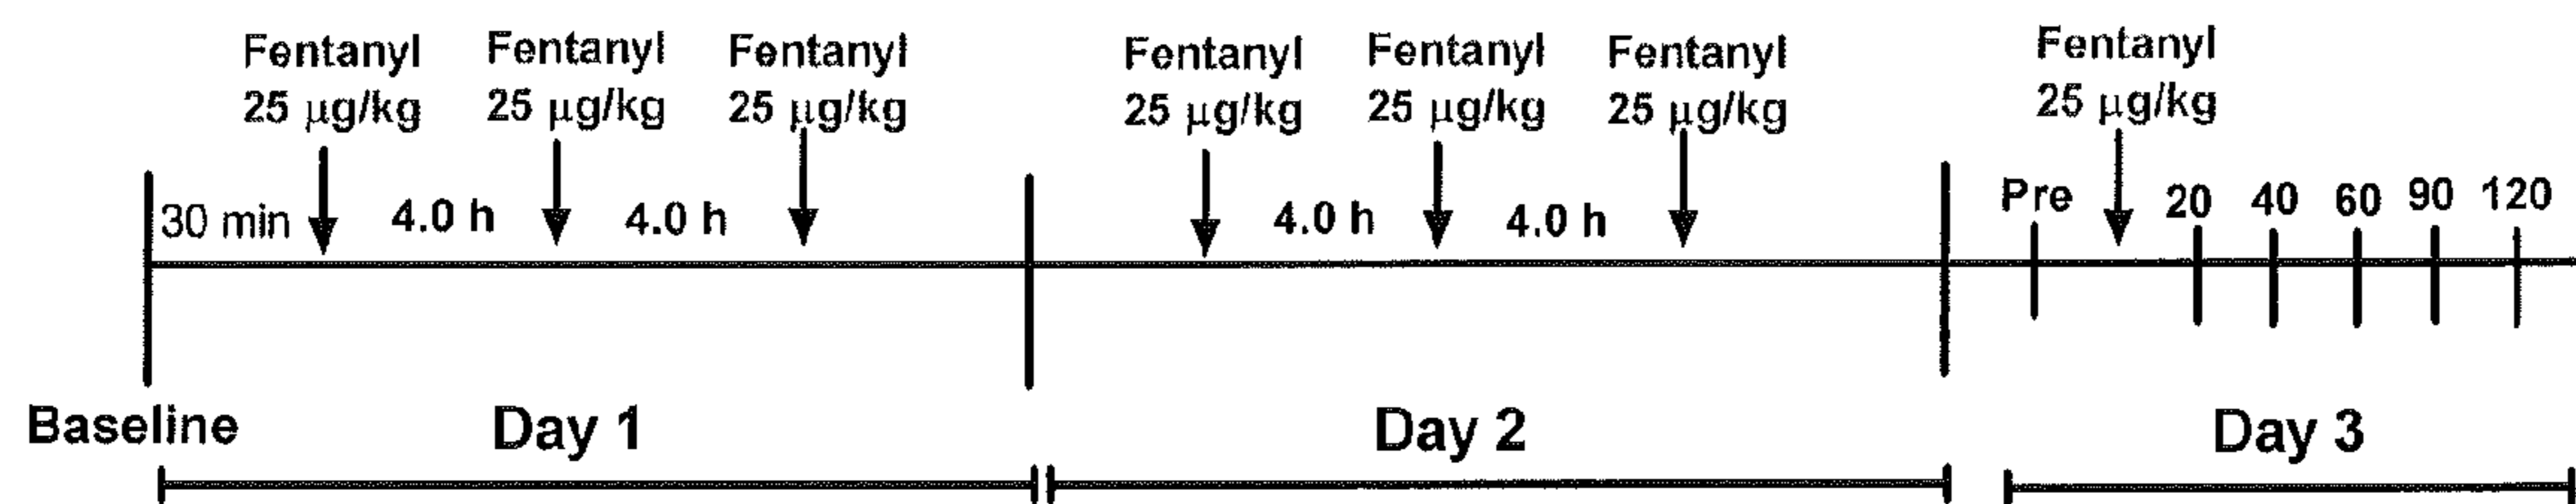 Fentanyl Fentanyl Fentanyl Fentanyl Fentanyl Fentanyl Fentanyl
25 μg/kg 25 μg/kg 25 μg/kg 25 μg/kg 25 μg/kg 25 μg/kg 25 μg/kg
30 min 4.0 h 4.0 h 4.0 h 4.0 h Pre 20 40 60 90 120
Baseline Day 1 Day 2 Day 3